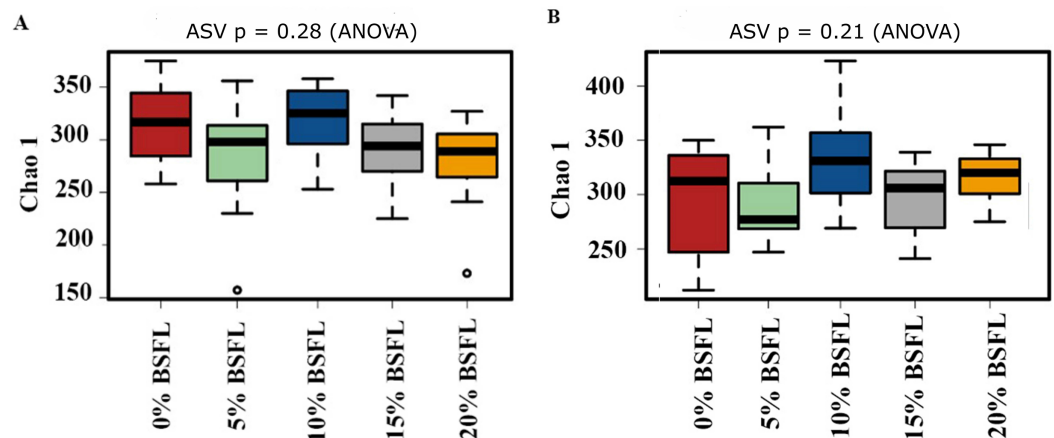 A
ASV p = 0.28 (ANOVA)
Chao 1
350
300
250
200
150
0% BSFL
5% BSFL
10% BSFL
15% BSFL
20% BSFL
B
ASV p = 0.21 (ANOVA)
Chao 1
400
350
300
250
0% BSFL
5% BSFL
10% BSFL
15% BSFL
20% BSFL